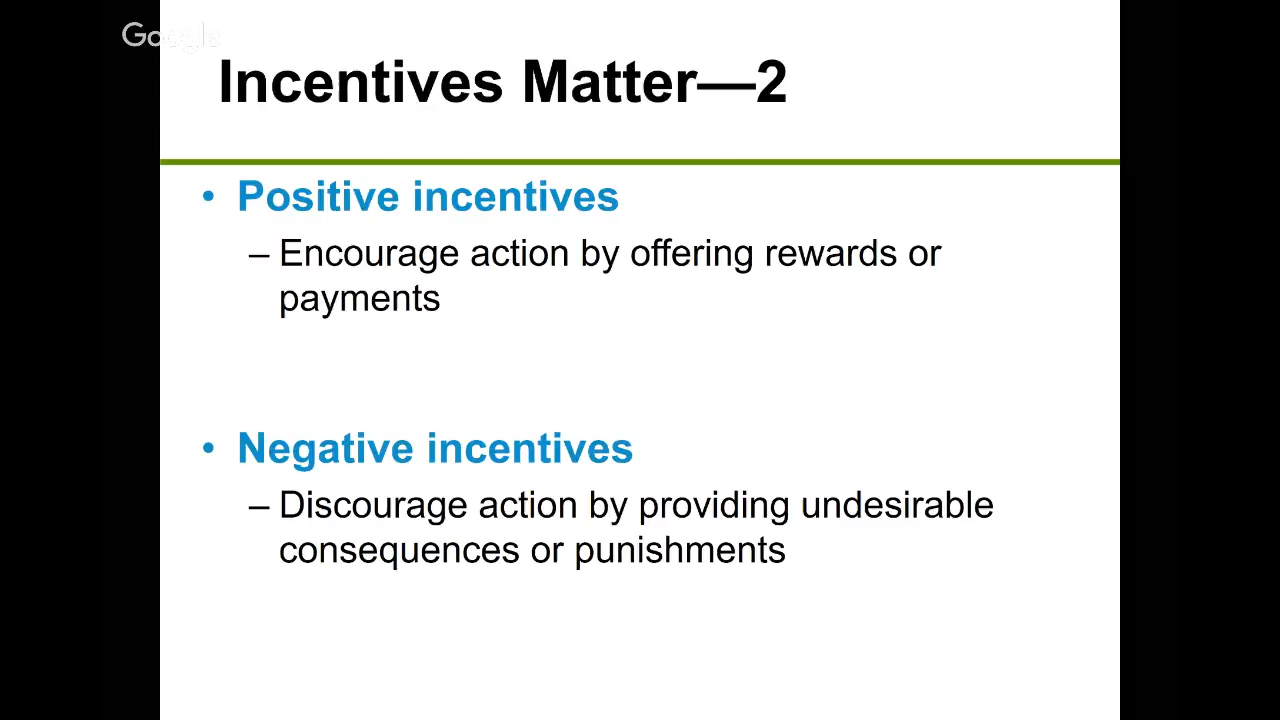 Google
Incentives Matter—2
• Positive incentives
– Encourage action by offering rewards or
payments
• Negative incentives
– Discourage action by providing undesirable
consequences or punishments